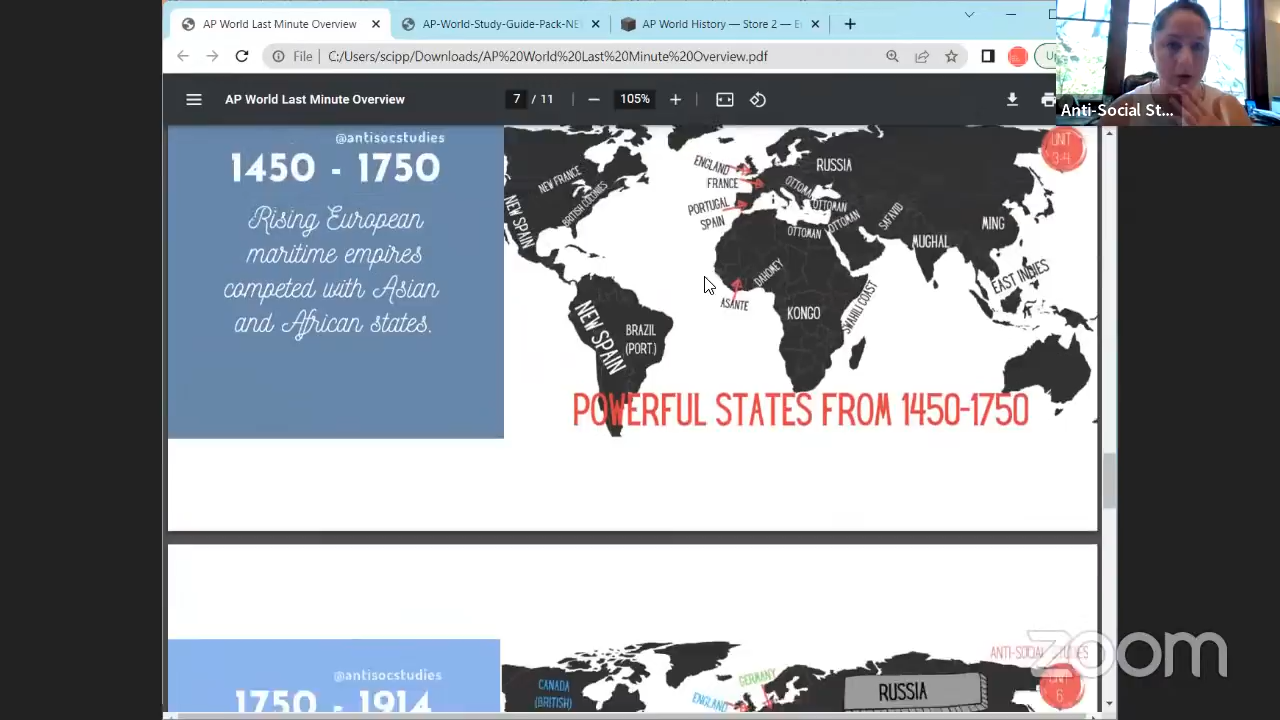 AP World Last Minute Overview
AP-World-Study-Guide-Pack-NE
AP World History — Store 2 — E
File
C:/Users/scipp/Downloads/AP%20World%20Last%20Minute%20Overview.pdf
AP World Last Minute Overview
7 / 11
105%
Anti-Social St...
@antisocstudies
1450 - 1750
Rising European
maritime empires
competed with Asian
and African states.
UNIT
3-4
NEW FRANCE
BRITISH COLONIES
NEW SPAIN
ENGLAND
FRANCE
PORTUGAL
SPAIN
RUSSIA
OTTOMAN
OTTOMAN
OTTOMAN
OTTOMAN
SAFAVID
MUGHAL
MING
EAST INDIES
DAHOMEY
ASANTE
KONGO
SWAHILI COAST
NEW SPAIN
BRAZIL
(PORT.)
POWERFUL STATES FROM 1450-1750
@antisocstudies
1750 - 1914
CANADA
(BRITISH)
ENGLAND
GERMANY
RUSSIA
ANTI-SOCIAL STUDIES
UNIT
6
zoom